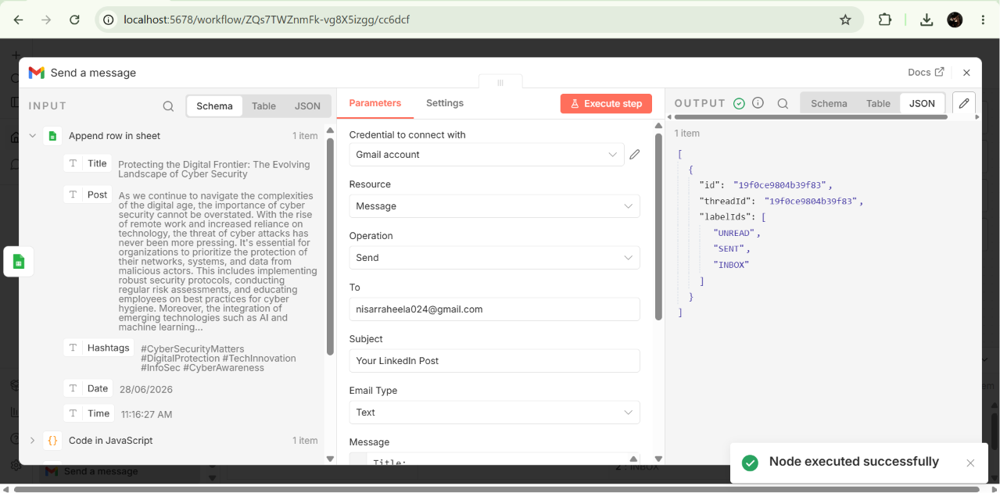 localhost:5678/workflow/ZQs7TWZnmFk-vg8X5izgg/cc6dcf
Send a message
Docs
INPUT
Schema
Table
JSON
Append row in sheet
1 item
T Title
Protecting the Digital Frontier: The Evolving
Landscape of Cyber Security
T Post
As we continue to navigate the complexities
of the digital age, the importance of cyber
security cannot be overstated. With the rise
of remote work and increased reliance on
technology, the threat of cyber attacks has
never been more pressing. It's essential for
organizations to prioritize the protection of
their networks, systems, and data from
malicious actors. This includes implementing
robust security protocols, conducting
regular risk assessments, and educating
employees on best practices for cyber
hygiene. Moreover, the integration of
emerging technologies such as AI and
machine learning...
T Hashtags
#CyberSecurityMatters
#DigitalProtection #TechInnovation
#InfoSec #CyberAwareness
T Date
28/06/2026
T Time
11:16:27 AM
{} Code in JavaScript
1 item
Send a message
Parameters
Settings
Execute step
Credential to connect with
Gmail account
Resource
Message
Operation
Send
To
nisarraheela024@gmail.com
Subject
Your LinkedIn Post
Email Type
Text
Message
Title:
OUTPUT
Schema
Table
JSON
1 item
[
{
"id": "19f0ce9804b39f83",
"threadId": "19f0ce9804b39f83",
"labelIds": [
"UNREAD",
"SENT",
"INBOX"
]
}
]
2 : INBOX
Node executed successfully